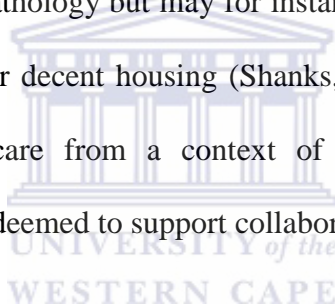 thology but may for instan
r decent housing (Shanks,
care from a context of
deemed to support collabor
UNIVERSITY of the
WESTERN CAPE